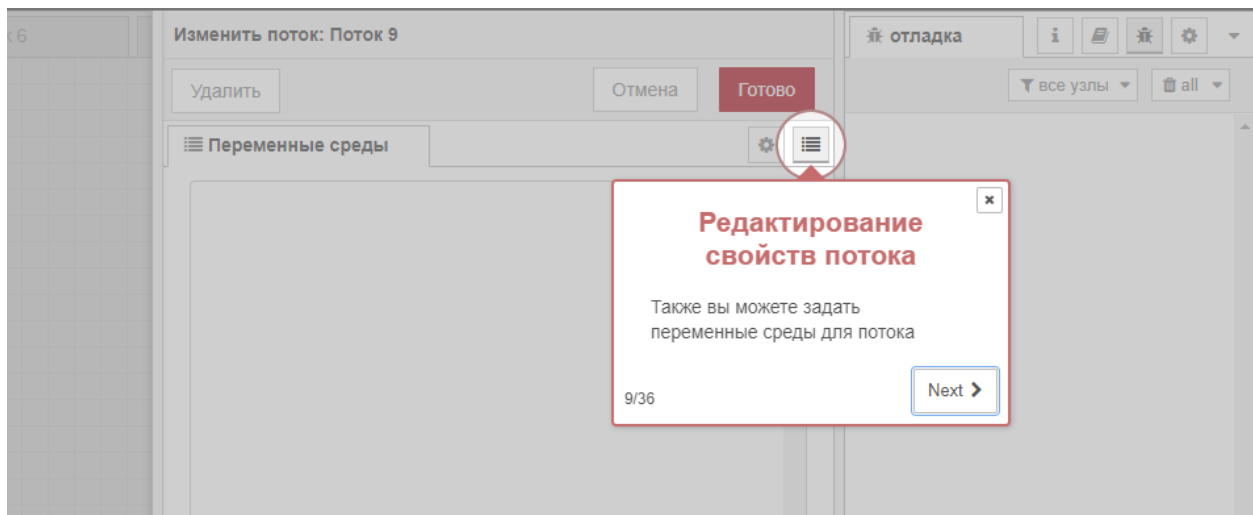 к 6
Изменить поток: Поток 9
отладка
Удалить
Отмена
Готово
все узлы
all
Переменные среды
Редактирование
свойств потока
Также вы можете задать
переменные среды для потока
9/36
Next